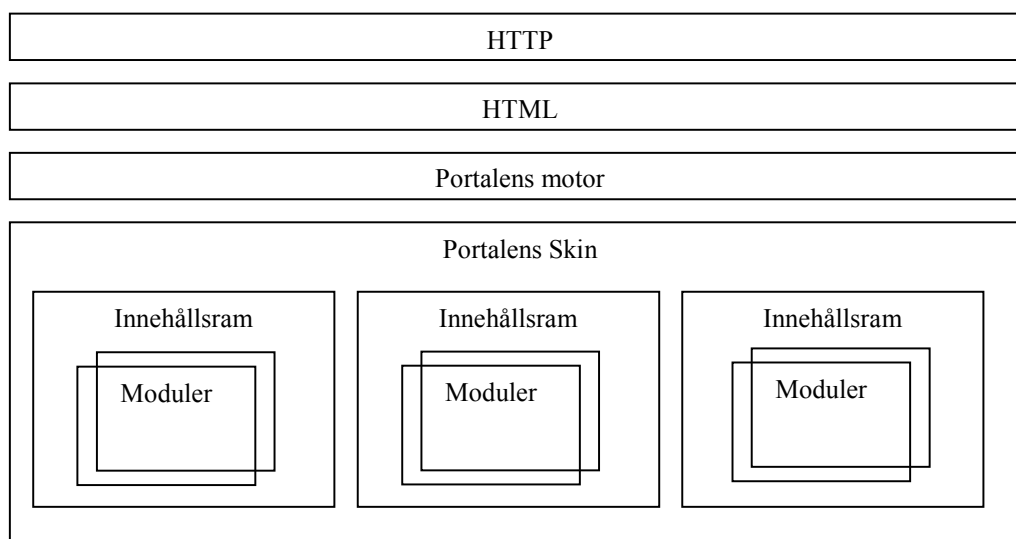 HTTP
HTML
Portalens motor
Portalens Skin
Innehållsram
Innehållsram
Innehållsram
Moduler
Moduler
Moduler